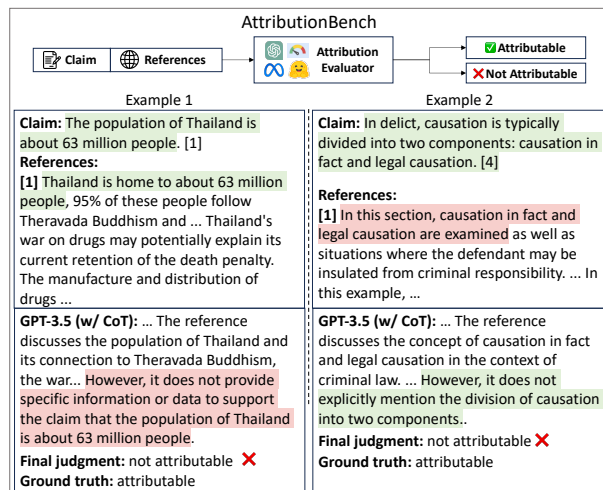 AttributionBench
Claim
References
Attribution
Evaluator
Attributable
Not Attributable
Example 1
Claim: The population of Thailand is
about 63 million people. [1]
References:
[1] Thailand is home to about 63 million
people, 95% of these people follow
Theravada Buddhism and ... Thailand's
war on drugs may potentially explain its
current retention of the death penalty.
The manufacture and distribution of
drugs ...
GPT-3.5 (w/ CoT): ... The reference
discusses the population of Thailand and
its connection to Theravada Buddhism,
the war... However, it does not provide
specific information or data to support
the claim that the population of Thailand
is about 63 million people.
Final judgment: not attributable
Ground truth: attributable
Example 2
Claim: In delict, causation is typically
divided into two components: causation in
fact and legal causation. [4]
References:
[1] In this section, causation in fact and
legal causation are examined as well as
situations where the defendant may be
insulated from criminal responsibility. ... In
this example, ...
GPT-3.5 (w/ CoT): ... The reference
discusses the concept of causation in fact
and legal causation in the context of
criminal law. ... However, it does not
explicitly mention the division of causation
into two components..
Final judgment: not attributable
Ground truth: attributable